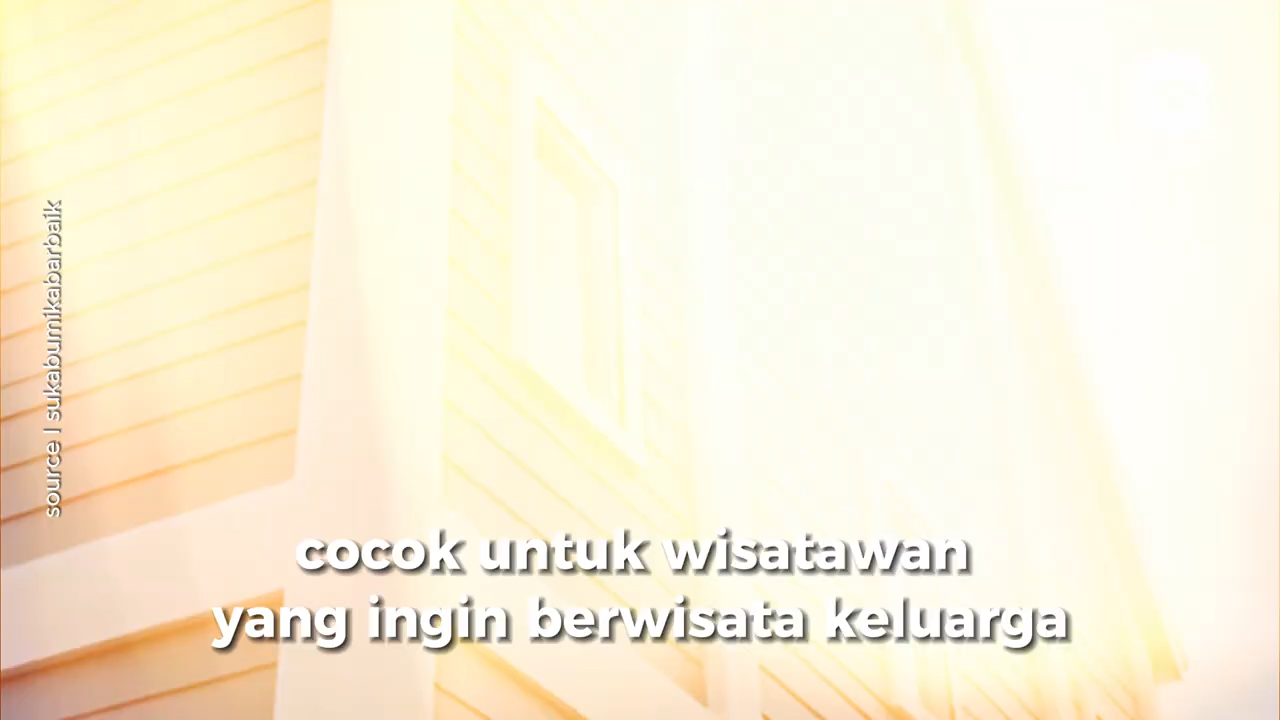 source | sukabumikabarbaik
cocok untuk wisatawan
yang ingin berwisata keluarga